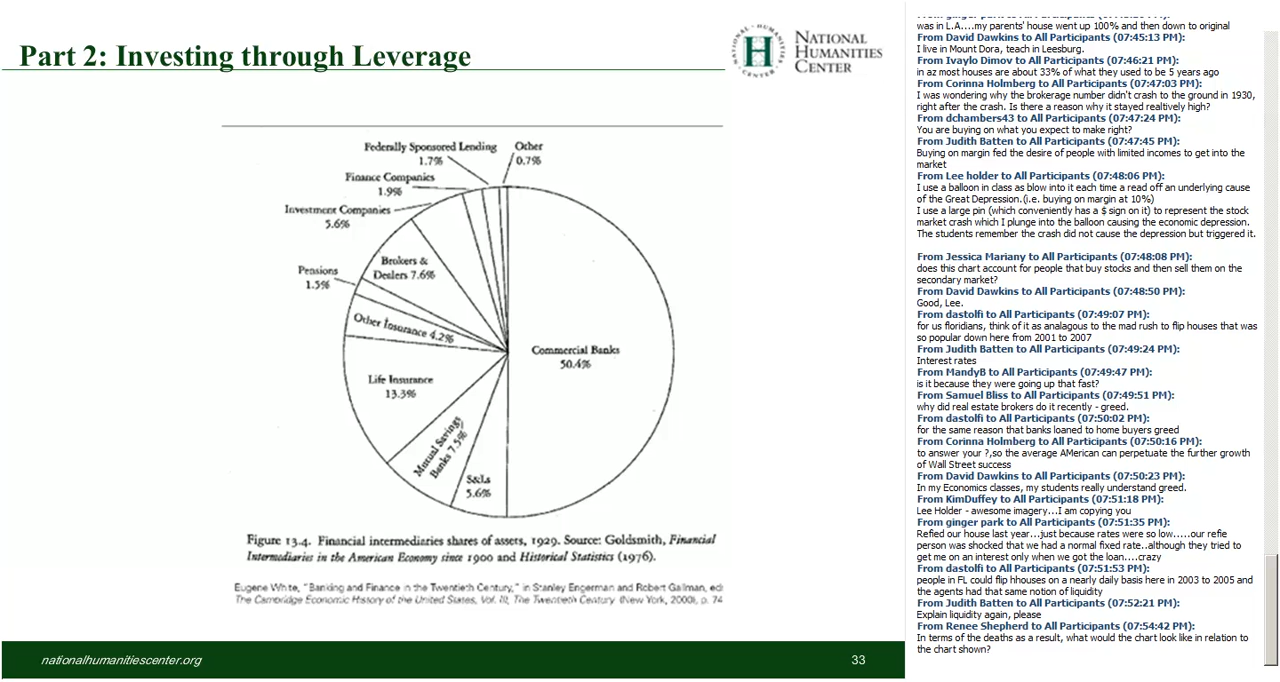 Part 2: Investing through Leverage
NATIONAL
HUMANITIES
CENTER
H
NATIONAL · HUMANITIES · CENTER
Federally Sponsored Lending
1.7%
Other
0.7%
Finance Companies
1.9%
Investment Companies
5.6%
Brokers &
Dealers 7.6%
Pensions
1.5%
Other Insurance 4.2%
Commercial Banks
50.4%
Life Insurance
13.3%
Mutual Savings
Banks 7.5%
S&Ls
5.6%
Figure 13.4. Financial intermediaries shares of assets, 1929. Source: Goldsmith, Financial
Intermediaries in the American Economy since 1900 and Historical Statistics (1976).
Eugene White, "Banking and Finance in the Twentieth Century," in Stanley Engerman and Robert Gallman, ed
The Cambridge Economic History of the United States, Vol. III, The Twentieth Century (New York, 2000), p. 74
nationalhumanitiescenter.org
33
was in L.A....my parents' house went up 100% and then down to original
From David Dawkins to All Participants (07:45:13 PM):
I live in Mount Dora, teach in Leesburg.
From Ivaylo Dimov to All Participants (07:46:21 PM):
in az most houses are about 33% of what they used to be 5 years ago
From Corinna Holmberg to All Participants (07:47:03 PM):
I was wondering why the brokerage number didn't crash to the ground in 1930,
right after the crash. Is there a reason why it stayed realtively high?
From dchambers43 to All Participants (07:47:24 PM):
You are buying on what you expect to make right?
From Judith Batten to All Participants (07:47:45 PM):
Buying on margin fed the desire of people with limited incomes to get into the
market
From Lee holder to All Participants (07:48:06 PM):
I use a balloon in class as blow into it each time a read off an underlying cause
of the Great Depression.(i.e. buying on margin at 10%)
I use a large pin (which conveniently has a $ sign on it) to represent the stock
market crash which I plunge into the balloon causing the economic depression.
The students remember the crash did not cause the depression but triggered it.
From Jessica Mariany to All Participants (07:48:08 PM):
does this chart account for people that buy stocks and then sell them on the
secondary market?
From David Dawkins to All Participants (07:48:50 PM):
Good, Lee.
From dastolfi to All Participants (07:49:07 PM):
for us floridians, think of it as analagous to the mad rush to flip houses that was
so popular down here from 2001 to 2007
From Judith Batten to All Participants (07:49:24 PM):
Interest rates
From MandyB to All Participants (07:49:47 PM):
is it because they were going up that fast?
From Samuel Bliss to All Participants (07:49:51 PM):
why did real estate brokers do it recently - greed.
From dastolfi to All Participants (07:50:02 PM):
for the same reason that banks loaned to home buyers greed
From Corinna Holmberg to All Participants (07:50:16 PM):
to answer your ?,so the average AMerican can perpetuate the further growth
of Wall Street success
From David Dawkins to All Participants (07:50:23 PM):
In my Economics classes, my students really understand greed.
From KimDuffey to All Participants (07:51:18 PM):
Lee Holder - awesome imagery...I am copying you
From ginger park to All Participants (07:51:35 PM):
Refied our house last year...just because rates were so low.....our refie
person was shocked that we had a normal fixed rate..although they tried to
get me on an interest only when we got the loan....crazy
From dastolfi to All Participants (07:51:53 PM):
people in FL could flip hhouses on a nearly daily basis here in 2003 to 2005 and
the agents had that same notion of liquidity
From Judith Batten to All Participants (07:52:21 PM):
Explain liquidity again, please
From Renee Shepherd to All Participants (07:54:42 PM):
In terms of the deaths as a result, what would the chart look like in relation to
the chart shown?